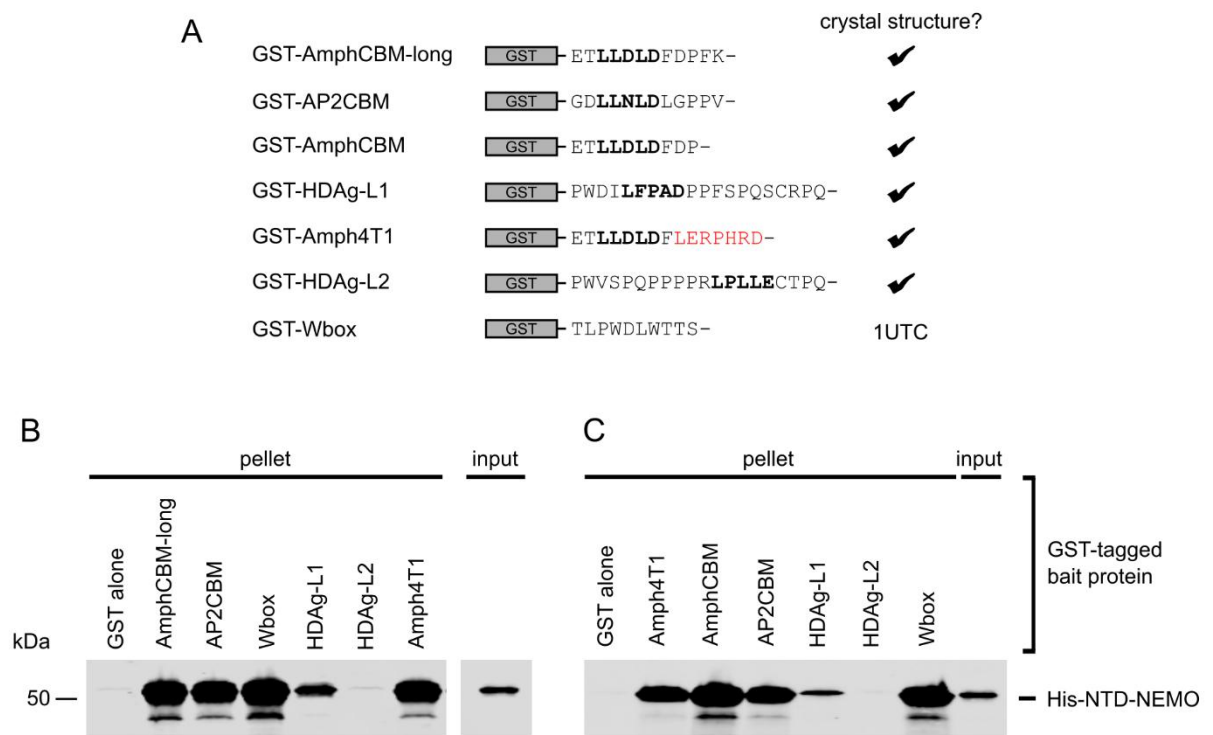 A
crystal structure?
GST-AmphCBM-long GST ETLLDLDFDPFK-
GST-AP2CBM GST GDLLNLDLGPPV-
GST-AmphCBM GST ETLLDLDFDP-
GST-HDAg-L1 GST PWDILFPADPPFSPQSCRPQ-
GST-Amph4T1 GST ETLLDLDFLERPHRD-
GST-HDAg-L2 GST PWVSPQPPPPRLPLLECTPQ-
GST-Wbox GST TLPWDLWTTS- 1UTC
B
pellet input
GST alone
AmphCBM-long
AP2CBM
Wbox
HDAg-L1
HDAg-L2
Amph4T1
kDa
50
C
pellet input
GST alone
Amph4T1
AmphCBM
AP2CBM
HDAg-L1
HDAg-L2
Wbox
GST-tagged
bait protein
His-NTD-NEMO